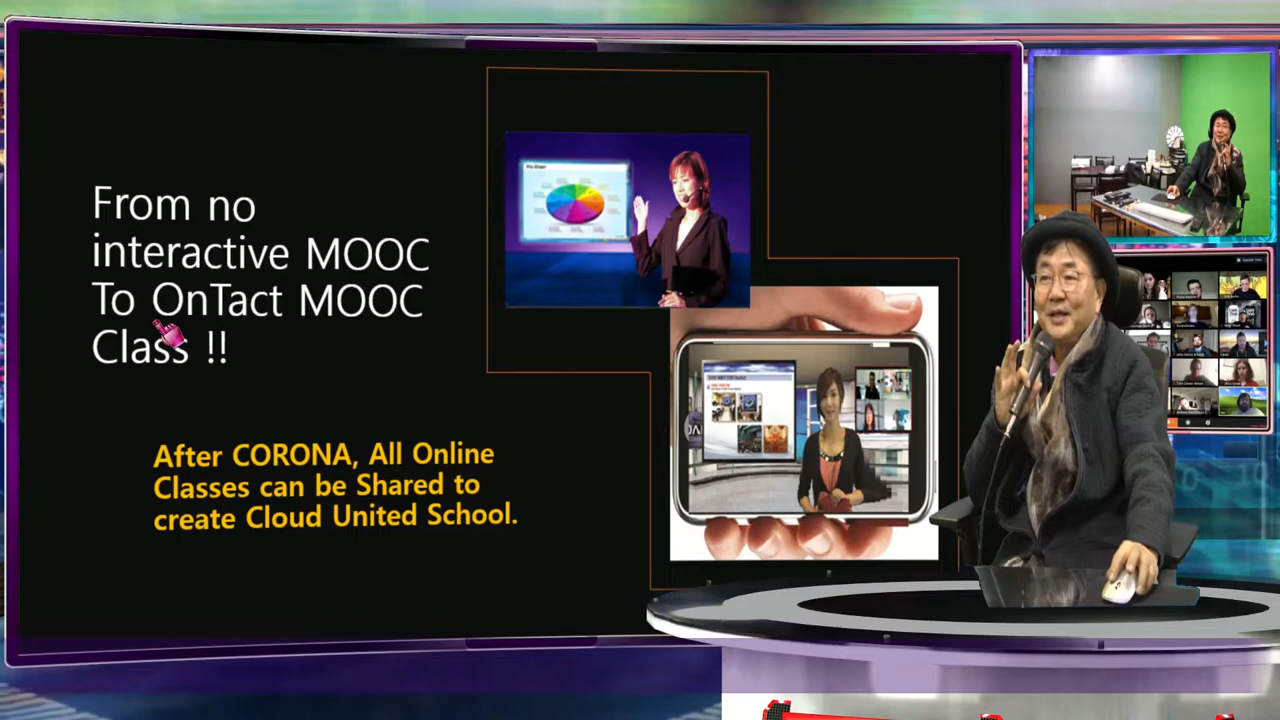 From no
interactive MOOC
To OnTact MOOC
Class !!
After CORONA, All Online
Classes can be Shared to
create Cloud United School.